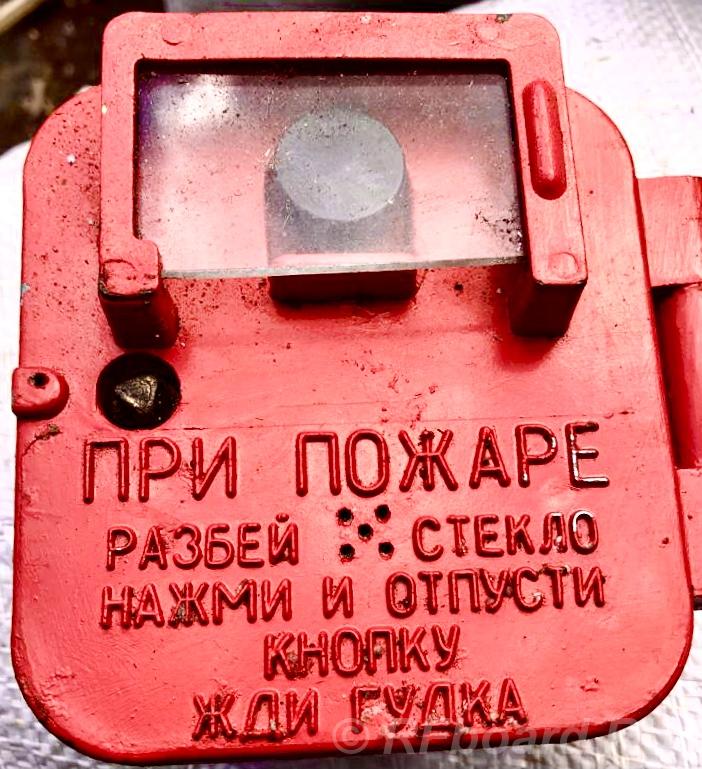 ПРИ ПОЖАРЕ
РАЗБЕЙ СТЕКЛО
НАЖМИ И ОТПУСТИ
КНОПКУ
ЖДИ ГУДКА